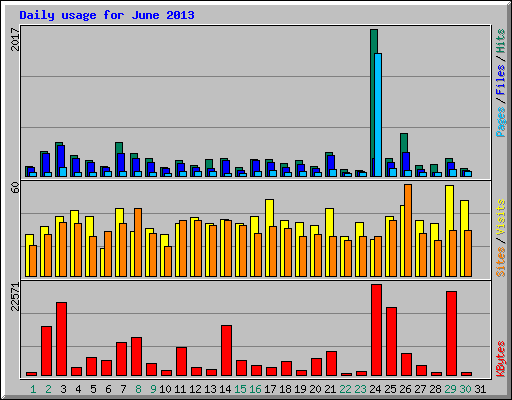 Daily usage for June 2013
2017
Pages / Files / Hits
60
Sites / Visits
22571
KBytes
1 2 3 4 5 6 7 8 9 10 11 12 13 14 15 16 17 18 19 20 21 22 23 24 25 26 27 28 29 30 31